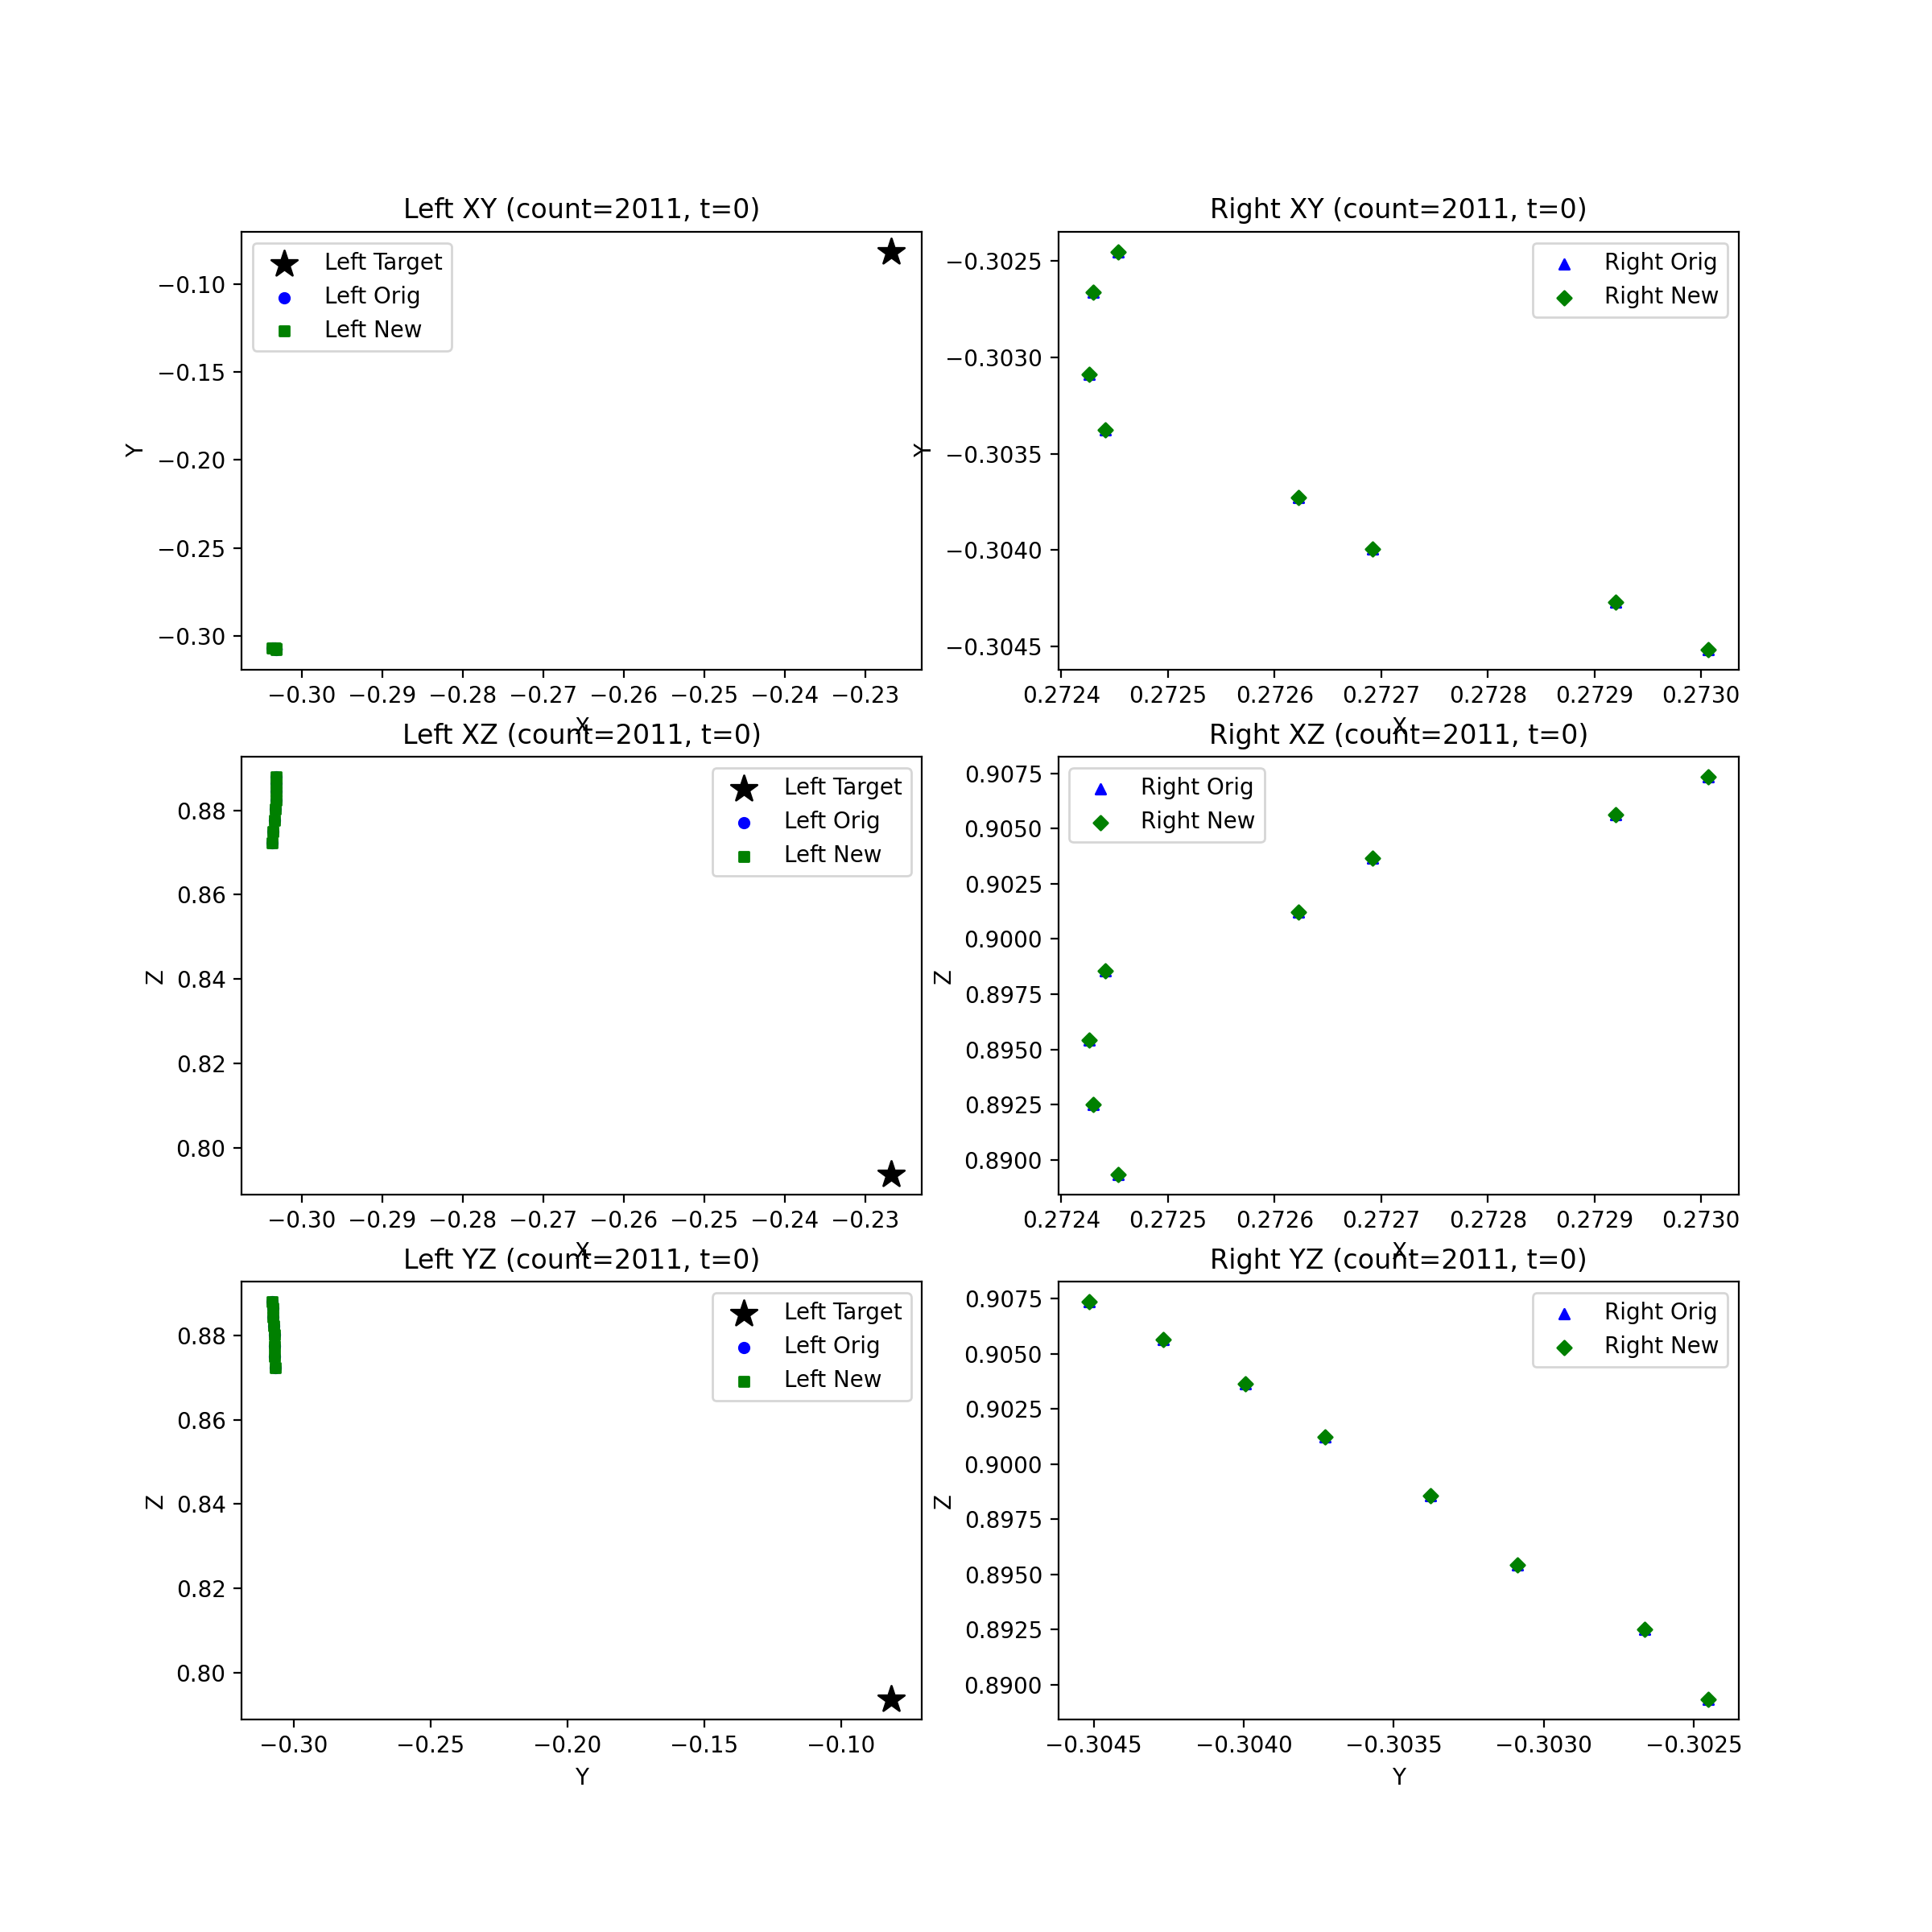 Left XY (count=2011, t=0)
Left Target
Left Orig
Left New
−0.10
−0.15
−0.20
−0.25
−0.30
Y
−0.30 −0.29 −0.28 −0.27 −0.26 −0.25 −0.24 −0.23
X
Right XY (count=2011, t=0)
Right Orig
Right New
−0.3025
−0.3030
−0.3035
−0.3040
−0.3045
Y
0.2724 0.2725 0.2726 0.2727 0.2728 0.2729 0.2730
X
Left XZ (count=2011, t=0)
Left Target
Left Orig
Left New
0.88
0.86
0.84
0.82
0.80
Z
−0.30 −0.29 −0.28 −0.27 −0.26 −0.25 −0.24 −0.23
X
Right XZ (count=2011, t=0)
Right Orig
Right New
0.9075
0.9050
0.9025
0.9000
0.8975
0.8950
0.8925
0.8900
Z
0.2724 0.2725 0.2726 0.2727 0.2728 0.2729 0.2730
X
Left YZ (count=2011, t=0)
Left Target
Left Orig
Left New
0.88
0.86
0.84
0.82
0.80
Z
−0.30 −0.25 −0.20 −0.15 −0.10
Y
Right YZ (count=2011, t=0)
Right Orig
Right New
0.9075
0.9050
0.9025
0.9000
0.8975
0.8950
0.8925
0.8900
Z
−0.3045 −0.3040 −0.3035 −0.3030 −0.3025
Y